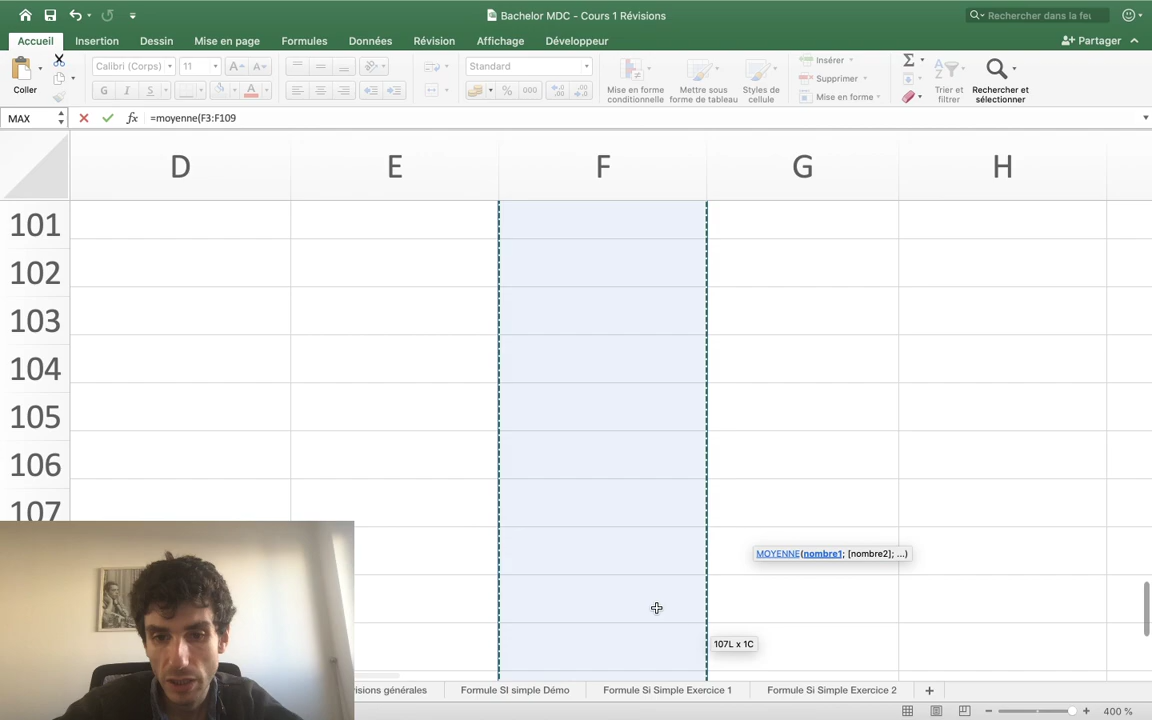 Bachelor MDC - Cours 1 Révisions
Rechercher dans la feu
Accueil Insertion Dessin Mise en page Formules Données Révision Affichage Développeur
Partager
Coller
Calibri (Corps) 11
A A
G I S
A
Standard
% 000
Mise en forme conditionnelle
Mettre sous forme de tableau
Styles de cellule
Insérer
Supprimer
Mise en forme
Trier et filtrer
Rechercher et sélectionner
MAX fx =moyenne(F3:F109
D E F G H
101
102
103
104
105
106
107
MOYENNE(nombre1; [nombre2]; ...)
107L x 1C
isions générales Formule SI simple Démo Formule Si Simple Exercice 1 Formule Si Simple Exercice 2 +
400 %